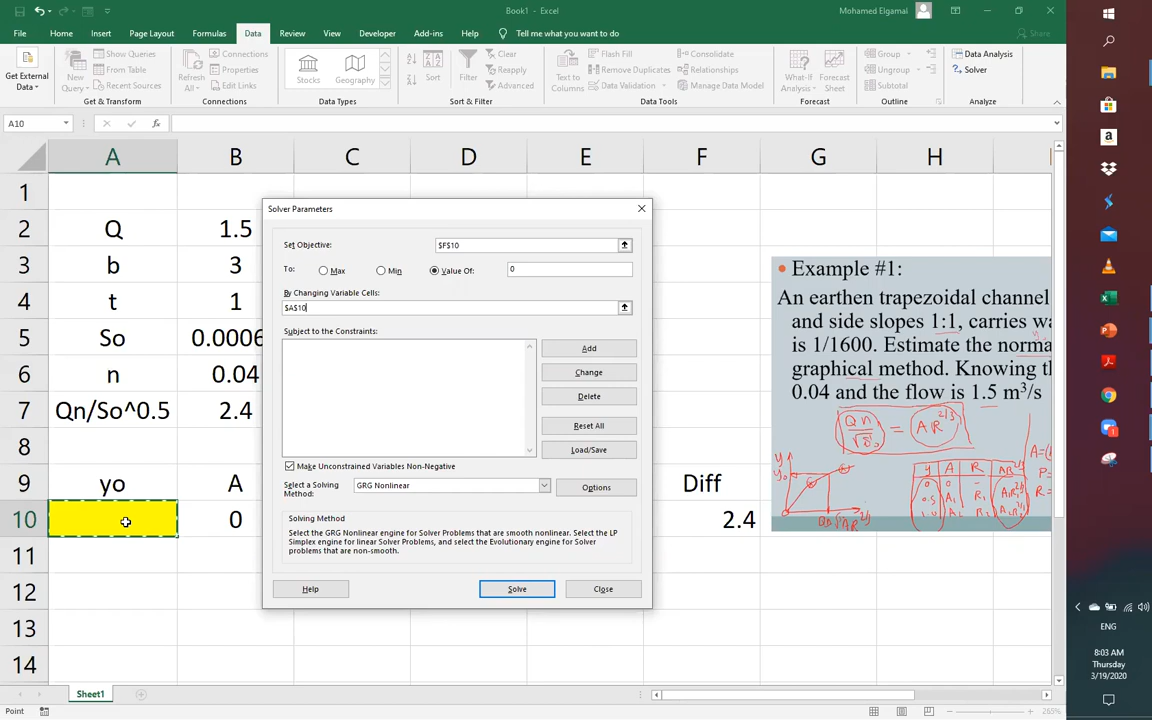 Book1 - Excel
Mohamed Elgamal
File Home Insert Page Layout Formulas Data Review View Developer Add-ins Help Tell me what you want to do Share
Get External Data
New Query
Show Queries
From Table
Recent Sources
Get & Transform
Refresh All
Connections
Properties
Edit Links
Connections
Stocks
Geography
Data Types
Sort
Filter
Clear
Reapply
Advanced
Sort & Filter
Text to Columns
Flash Fill
Remove Duplicates
Data Validation
Consolidate
Relationships
Manage Data Model
Data Tools
What-If Analysis
Forecast Sheet
Forecast
Group
Ungroup
Subtotal
Outline
Data Analysis
Solver
Analyze
A10
fx
A B C D E F G H
1
2 Q 1.5
3 b 3
4 t 1
5 So 0.0006
6 n 0.04
7 Qn/So^0.5 2.4
8
9 yo A Diff
10 0 2.4
11
12
13
14
Solver Parameters
Set Objective: $F$10
To: Max Min Value Of: 0
By Changing Variable Cells:
$A$10
Subject to the Constraints:
Add
Change
Delete
Reset All
Load/Save
Make Unconstrained Variables Non-Negative
Select a Solving Method: GRG Nonlinear Options
Solving Method
Select the GRG Nonlinear engine for Solver Problems that are smooth nonlinear. Select the LP
Simplex engine for linear Solver Problems, and select the Evolutionary engine for Solver
problems that are non-smooth.
Help Solve Close
Example #1:
An earthen trapezoidal channel
and side slopes 1:1, carries wa
is 1/1600. Estimate the norma
graphical method. Knowing
0.04 and the flow is 1.5 m³/s
Sheet1
Point
265%
ENG
8:03 AM
Thursday
3/19/2020